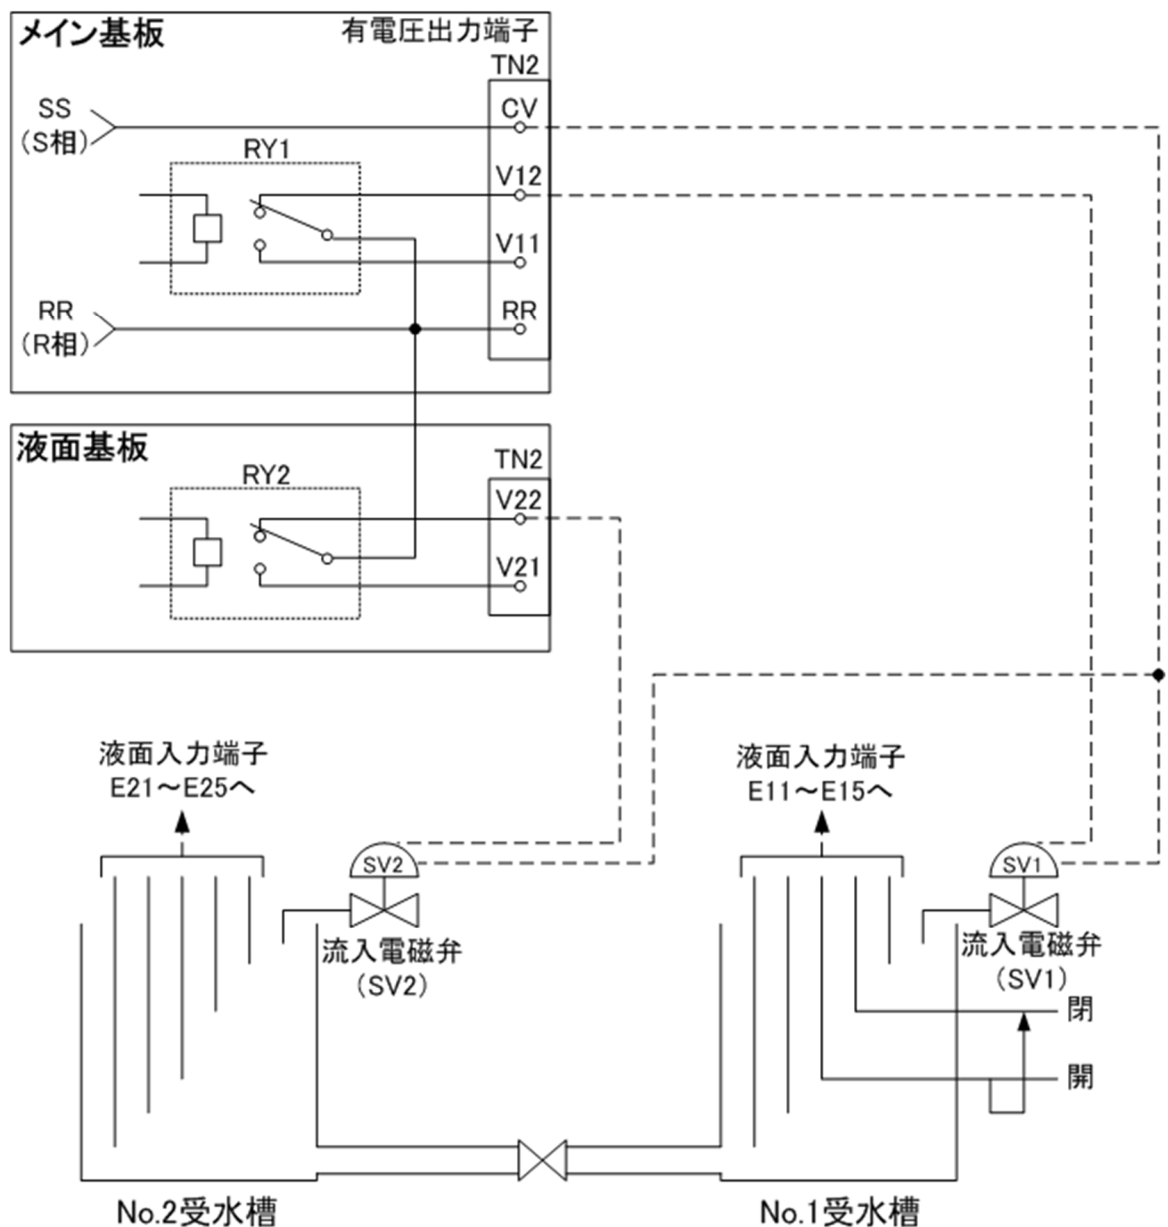 メイン基板
有電圧出力端子
TN2
SS
(S相)
CV
RY1
V12
V11
RR
(R相)
RR
液面基板
TN2
RY2
V22
V21
液面入力端子
E21～E25へ
液面入力端子
E11～E15へ
SV2
SV1
流入電磁弁
(SV2)
流入電磁弁
(SV1)
閉
開
No.2受水槽
No.1受水槽